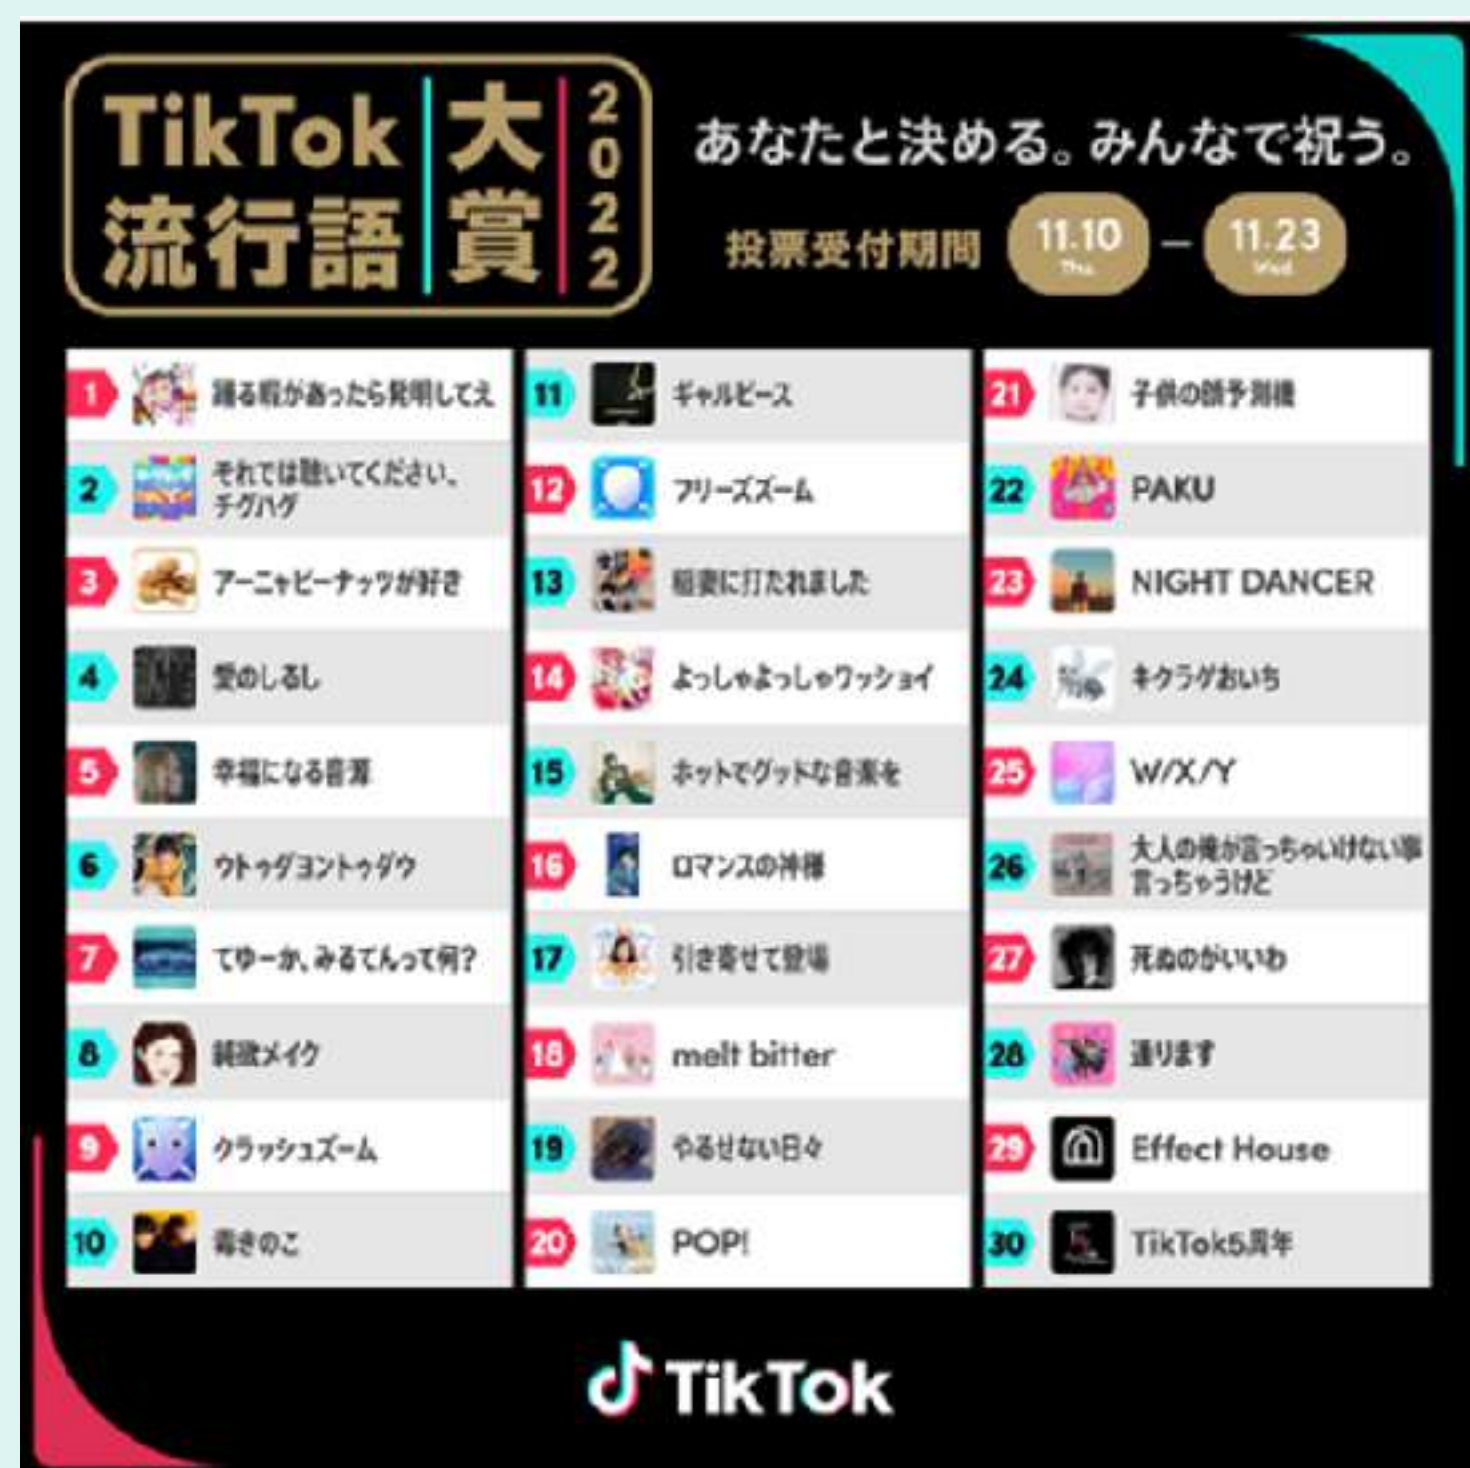 TikTok
流行語
大賞
2022
あなたと決める。みんなで祝う。
投票受付期間 11.10 Thu. – 11.23 Wed.
1 踊る暇があったら発明してえ
2 それでは聴いてください、
チグハグ
3 アーニャピーナッツが好き
4 愛のしるし
5 幸福になる音源
6 ウトゥダヨントゥダウ
7 てゆーか、みるてんって何?
8 純欲メイク
9 クラッシュズーム
10 毒きのこ
11 ギャルピース
12 フリーズズーム
13 稲妻に打たれました
14 よっしゃよっしゃワッショイ
15 ホットでグッドな音楽を
16 ロマンスの神様
17 引き寄せて登場
18 melt bitter
19 やるせない日々
20 POP!
21 子供の顔予測機
22 PAKU
23 NIGHT DANCER
24 キクラゲおいち
25 W/X/Y
26 大人の俺が言っちゃいけない事
言っちゃうけど
27 死ぬのがいいわ
28 通ります
29 Effect House
30 TikTok5周年
TikTok